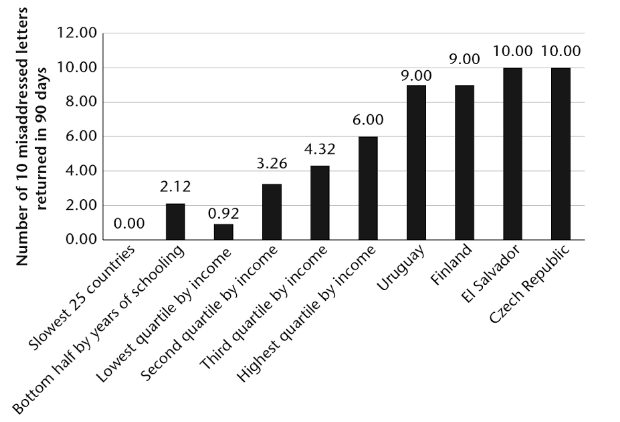 Number of 10 misaddressed letters
returned in 90 days
12.00
10.00
8.00
6.00
4.00
2.00
0.00
0.00
2.12
0.92
3.26
4.32
6.00
9.00
9.00
10.00
10.00
Slowest 25 countries
Bottom half by years of schooling
Lowest quartile by income
Second quartile by income
Third quartile by income
Highest quartile by income
Uruguay
Finland
El Salvador
Czech Republic